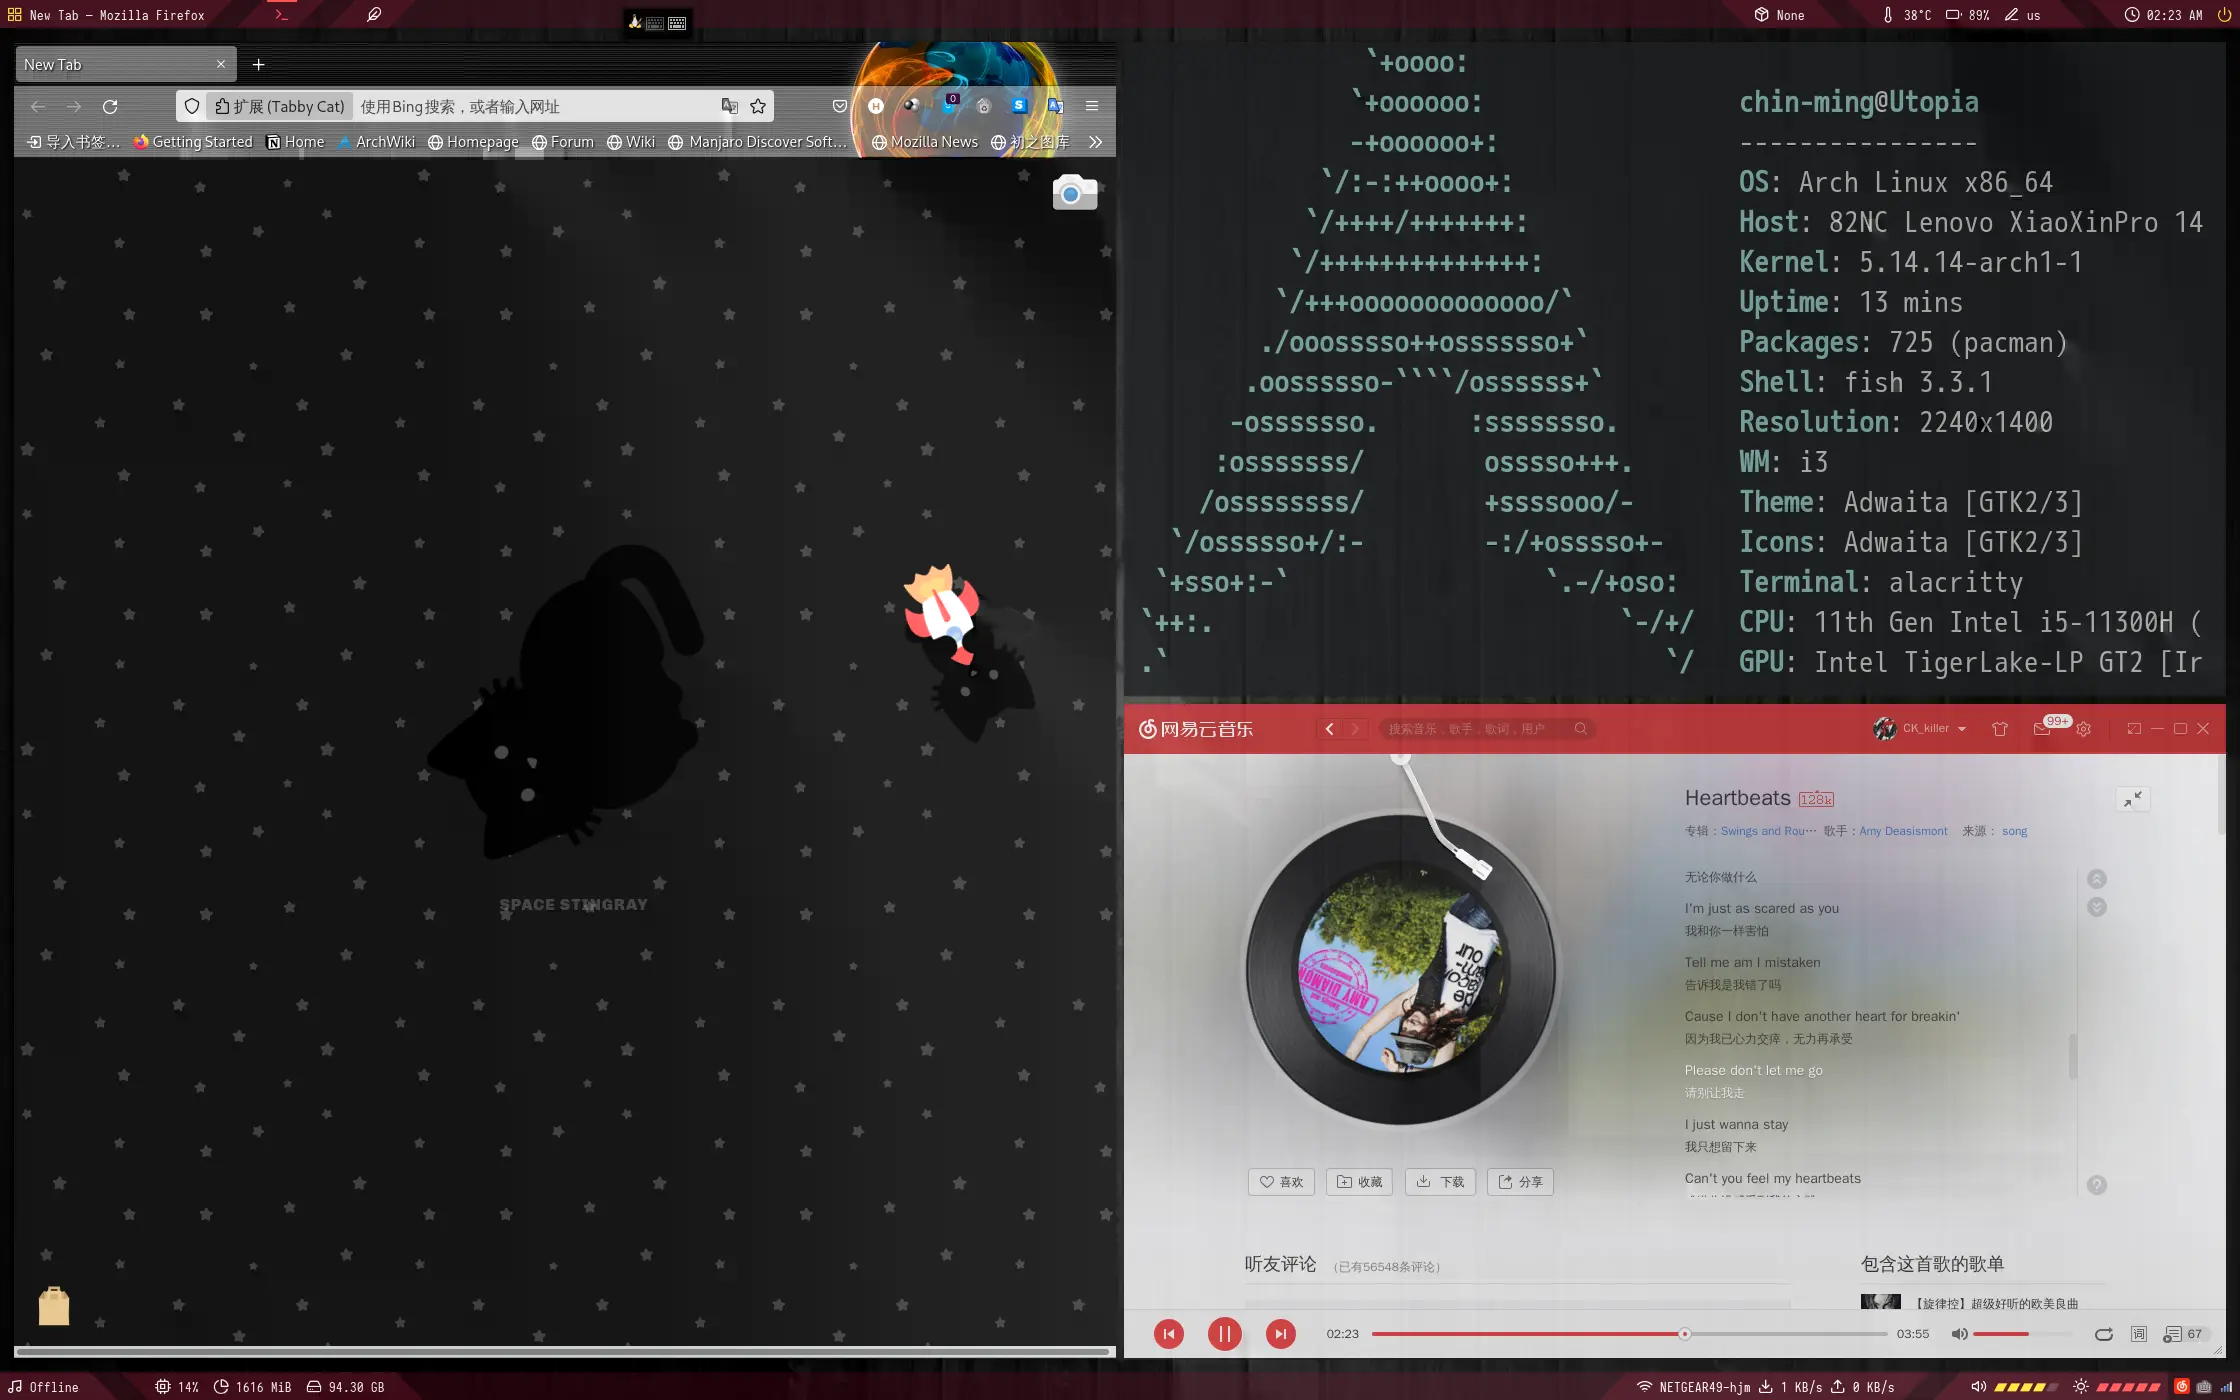 New Tab — Mozilla Firefox
None
38°C
89%
us
02:23 AM
New Tab
扩展 (Tabby Cat)
使用Bing搜索，或者输入网址
0
导入书签...
Getting Started
Home
ArchWiki
Homepage
Forum
Wiki
Manjaro Discover Soft...
Mozilla News
初之图库
SPACE STINGRAY
`+oooo:
`+oooooo:
-+oooooo+:
`/:-:++oooo+:
`/++++/+++++++:
`/++++++++++++++:
`/+++ooooooooooooo/`
./ooosssso++osssssso+`
.oossssso-````/ossssss+`
-osssssso.      :ssssssso.
:osssssss/        osssso+++.
/ossssssss/        +ssssooo/-
`/ossssso+/:-        -:/+osssso+-
`+sso+:-`                 `.-/+oso:
`++:.                           `-/+/
.`                                 `/
chin-ming@Utopia
----------------
OS: Arch Linux x86_64
Host: 82NC Lenovo XiaoXinPro 14
Kernel: 5.14.14-arch1-1
Uptime: 13 mins
Packages: 725 (pacman)
Shell: fish 3.3.1
Resolution: 2240x1400
WM: i3
Theme: Adwaita [GTK2/3]
Icons: Adwaita [GTK2/3]
Terminal: alacritty
CPU: 11th Gen Intel i5-11300H (
GPU: Intel TigerLake-LP GT2 [Ir
网易云音乐
搜索音乐，歌手，歌词，用户
CK_killer
99+
Heartbeats 128k
专辑：Swings and Rou… 歌手：Amy Deasismont 来源： song
无论你做什么
I'm just as scared as you
我和你一样害怕
Tell me am I mistaken
告诉我是我错了吗
Cause I don't have another heart for breakin'
因为我已心力交瘁，无力再承受
Please don't let me go
请别让我走
I just wanna stay
我只想留下来
Can't you feel my heartbeats
AMY DIAMOND
喜欢
收藏
下载
分享
听友评论 （已有56548条评论）
包含这首歌的歌单
【旋律控】超级好听的欧美良曲
02:23
03:55
词
67
Offline
14%
1616 MiB
94.30 GB
NETGEAR49-hjm
1 KB/s
0 KB/s